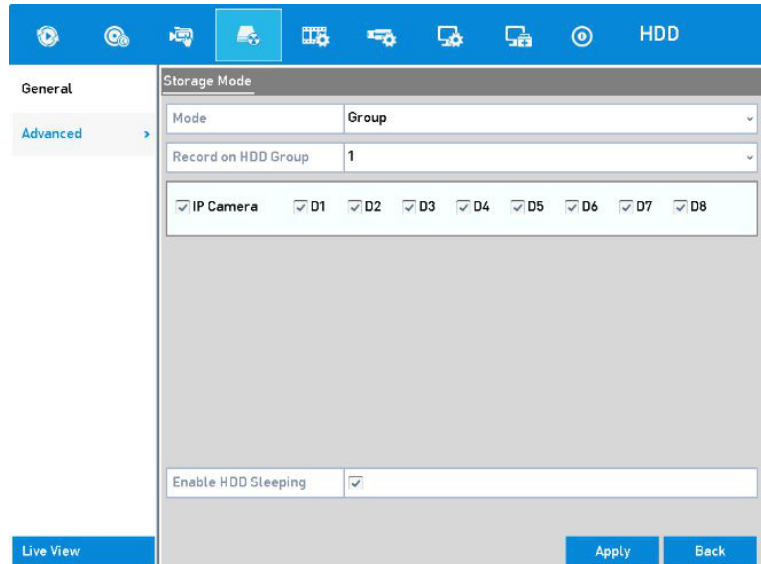 HDD
General
Advanced
Storage Mode
Mode Group
Record on HDD Group 1
IP Camera D1 D2 D3 D4 D5 D6 D7 D8
Enable HDD Sleeping
Live View
Apply Back